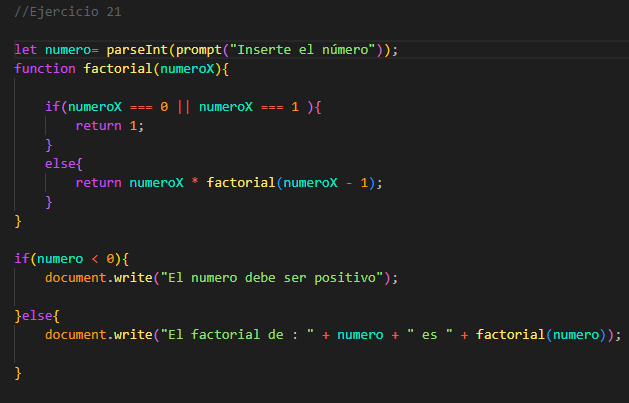 //Ejercicio 21
let numero= parseInt(prompt("Inserte el número"));
function factorial(numeroX){
if(numeroX === 0 || numeroX === 1 ){
return 1;
}
else{
return numeroX * factorial(numeroX - 1);
}
}
if(numero < 0){
document.write("El numero debe ser positivo");
}else{
document.write("El factorial de : " + numero + " es " + factorial(numero));
}